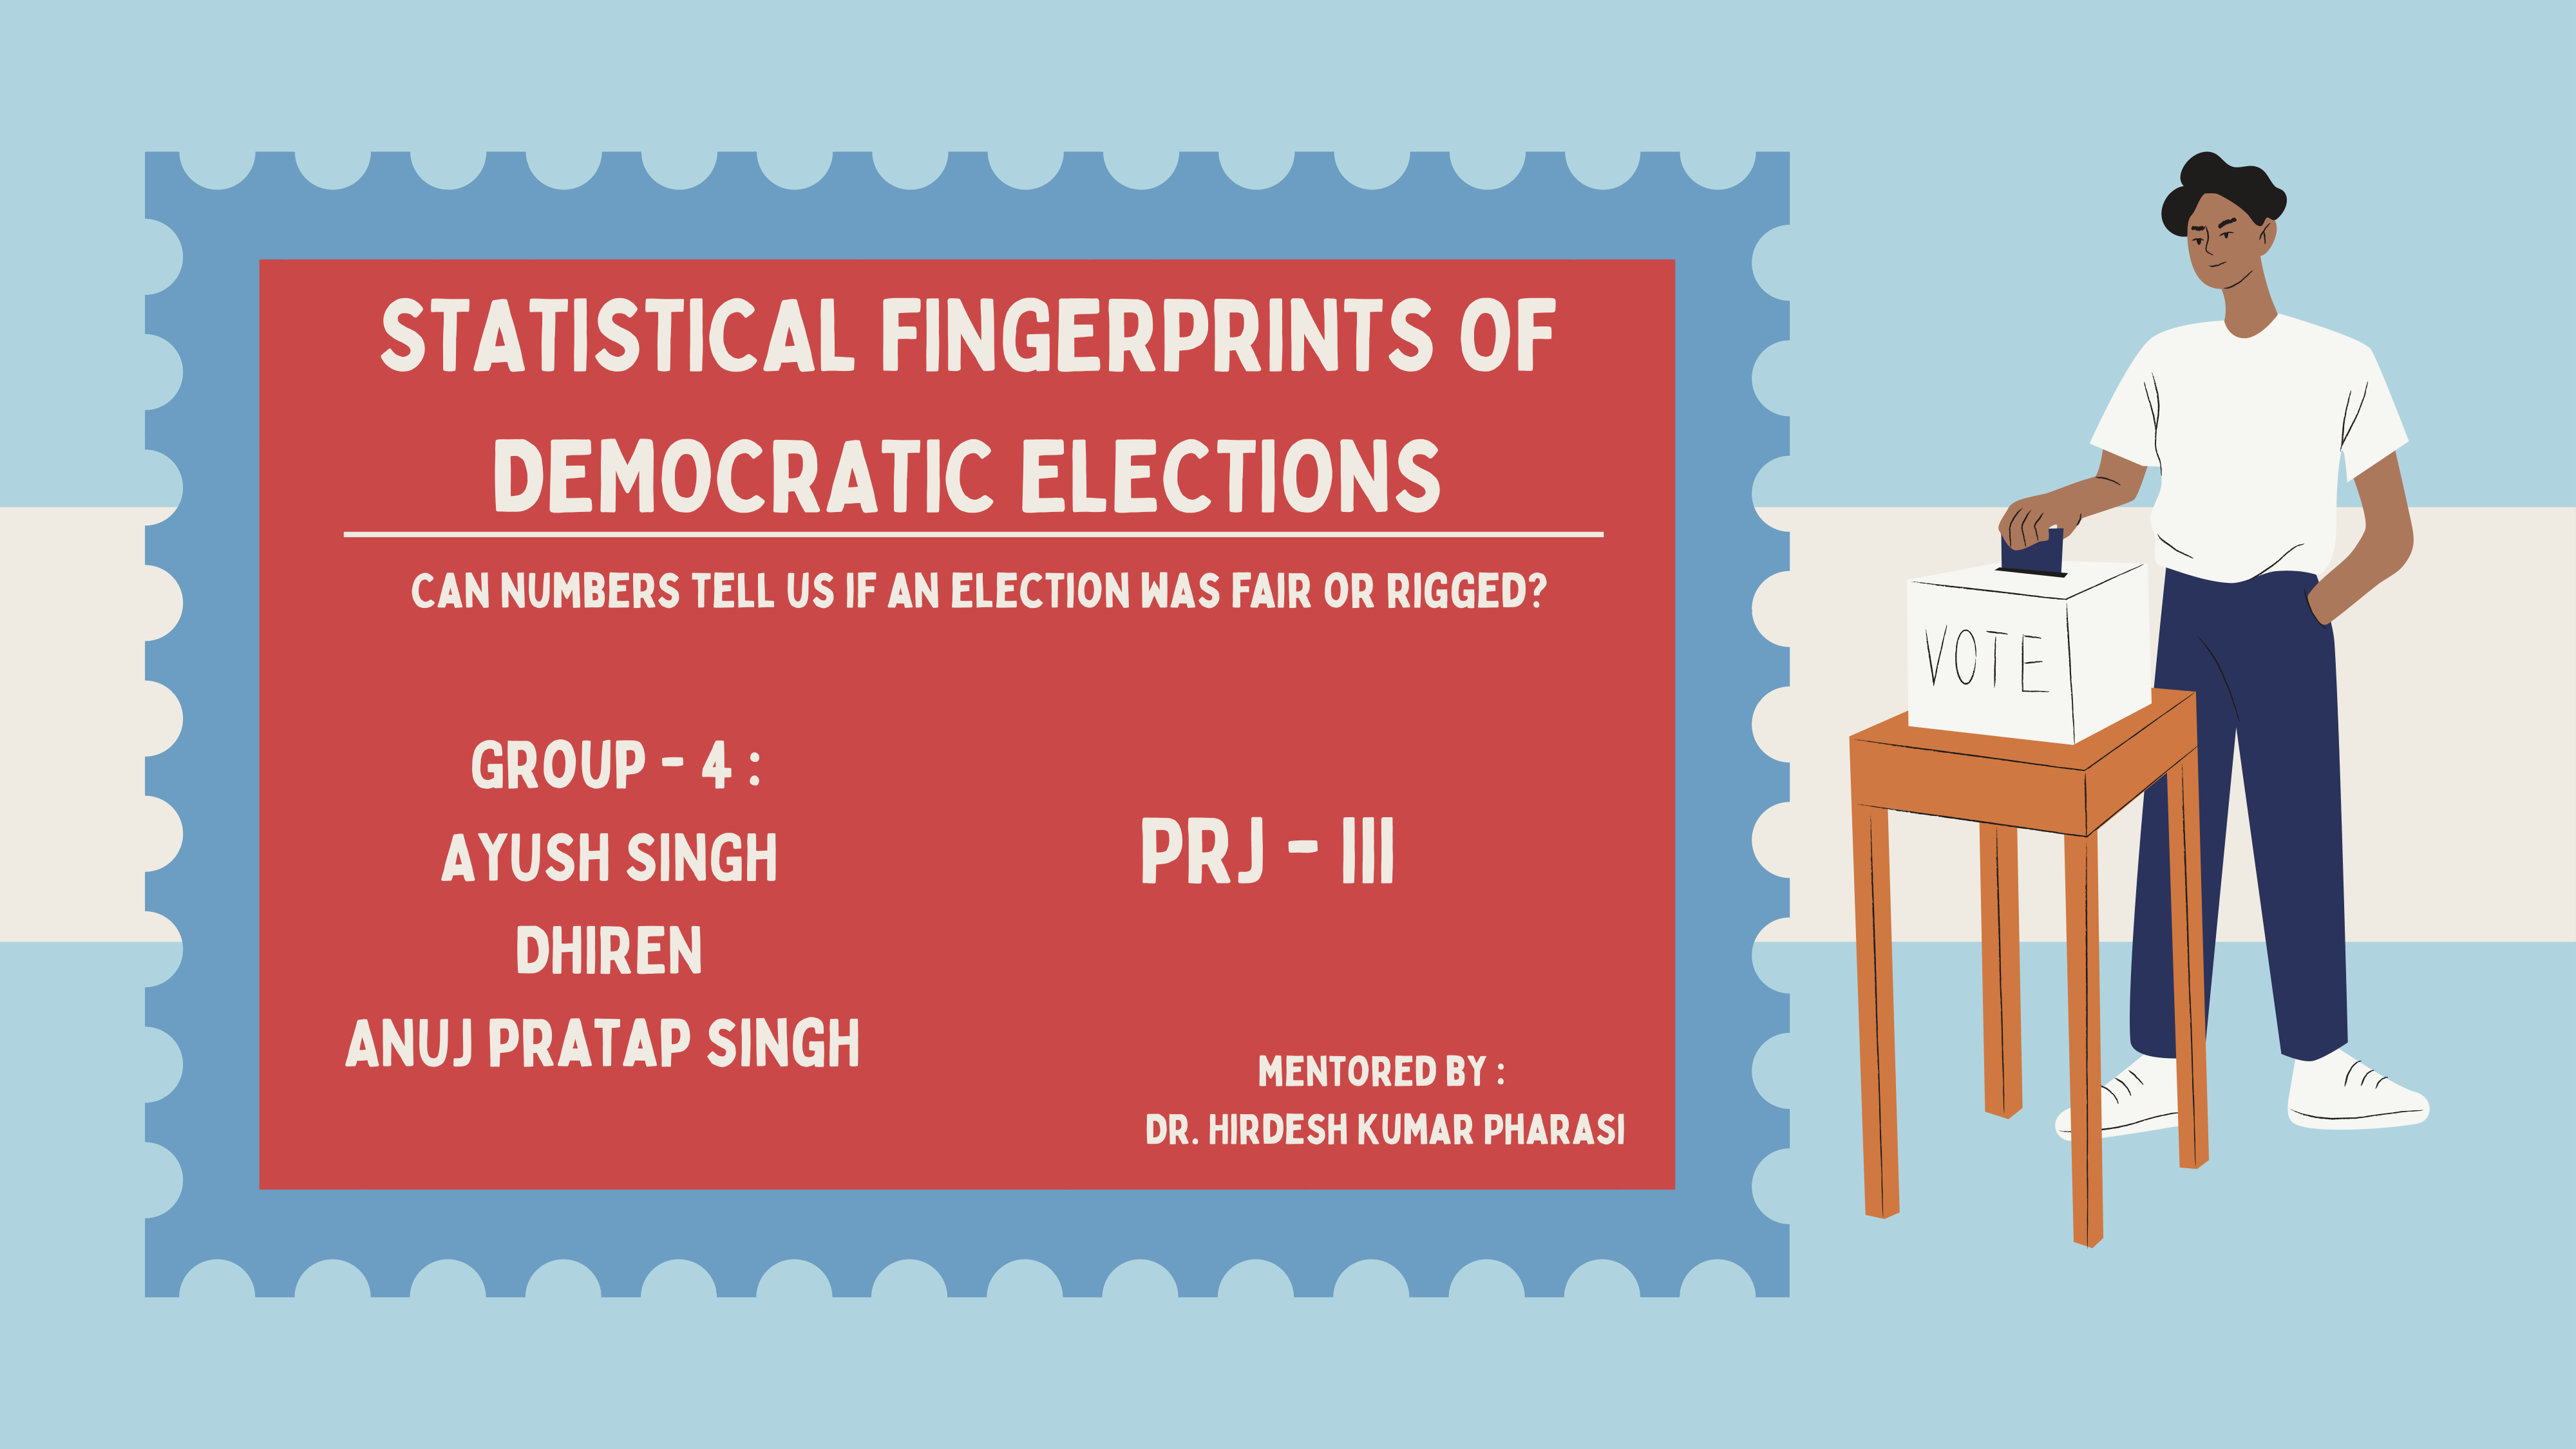 STATISTICAL FINGERPRINTS OF
DEMOCRATIC ELECTIONS
CAN NUMBERS TELL US IF AN ELECTION WAS FAIR OR RIGGED?
GROUP - 4 :
AYUSH SINGH
DHIREN
ANUJ PRATAP SINGH
PRJ - III
MENTORED BY :
DR. HIRDESH KUMAR PHARASI
VOTE